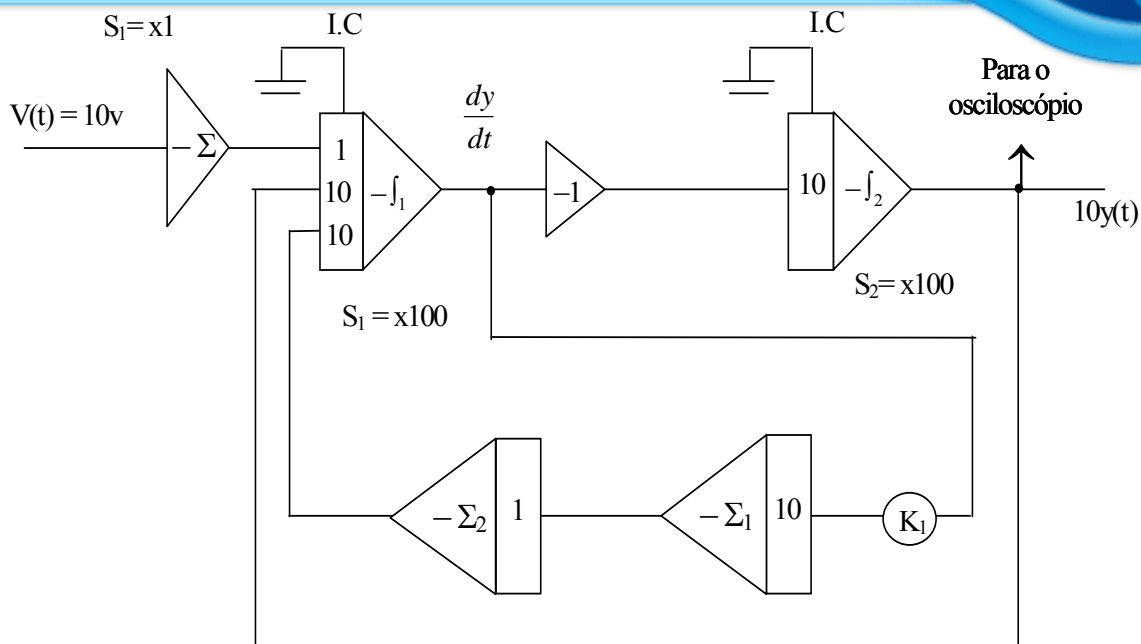 S₁= x1
I.C
I.C
Para o
osciloscópio
V(t) = 10v
dy
dt
– Σ
1
10
10
–∫₁
–1
10
–∫₂
10y(t)
S₁ = x100
S₂= x100
– Σ₂
1
– Σ₁
10
K₁